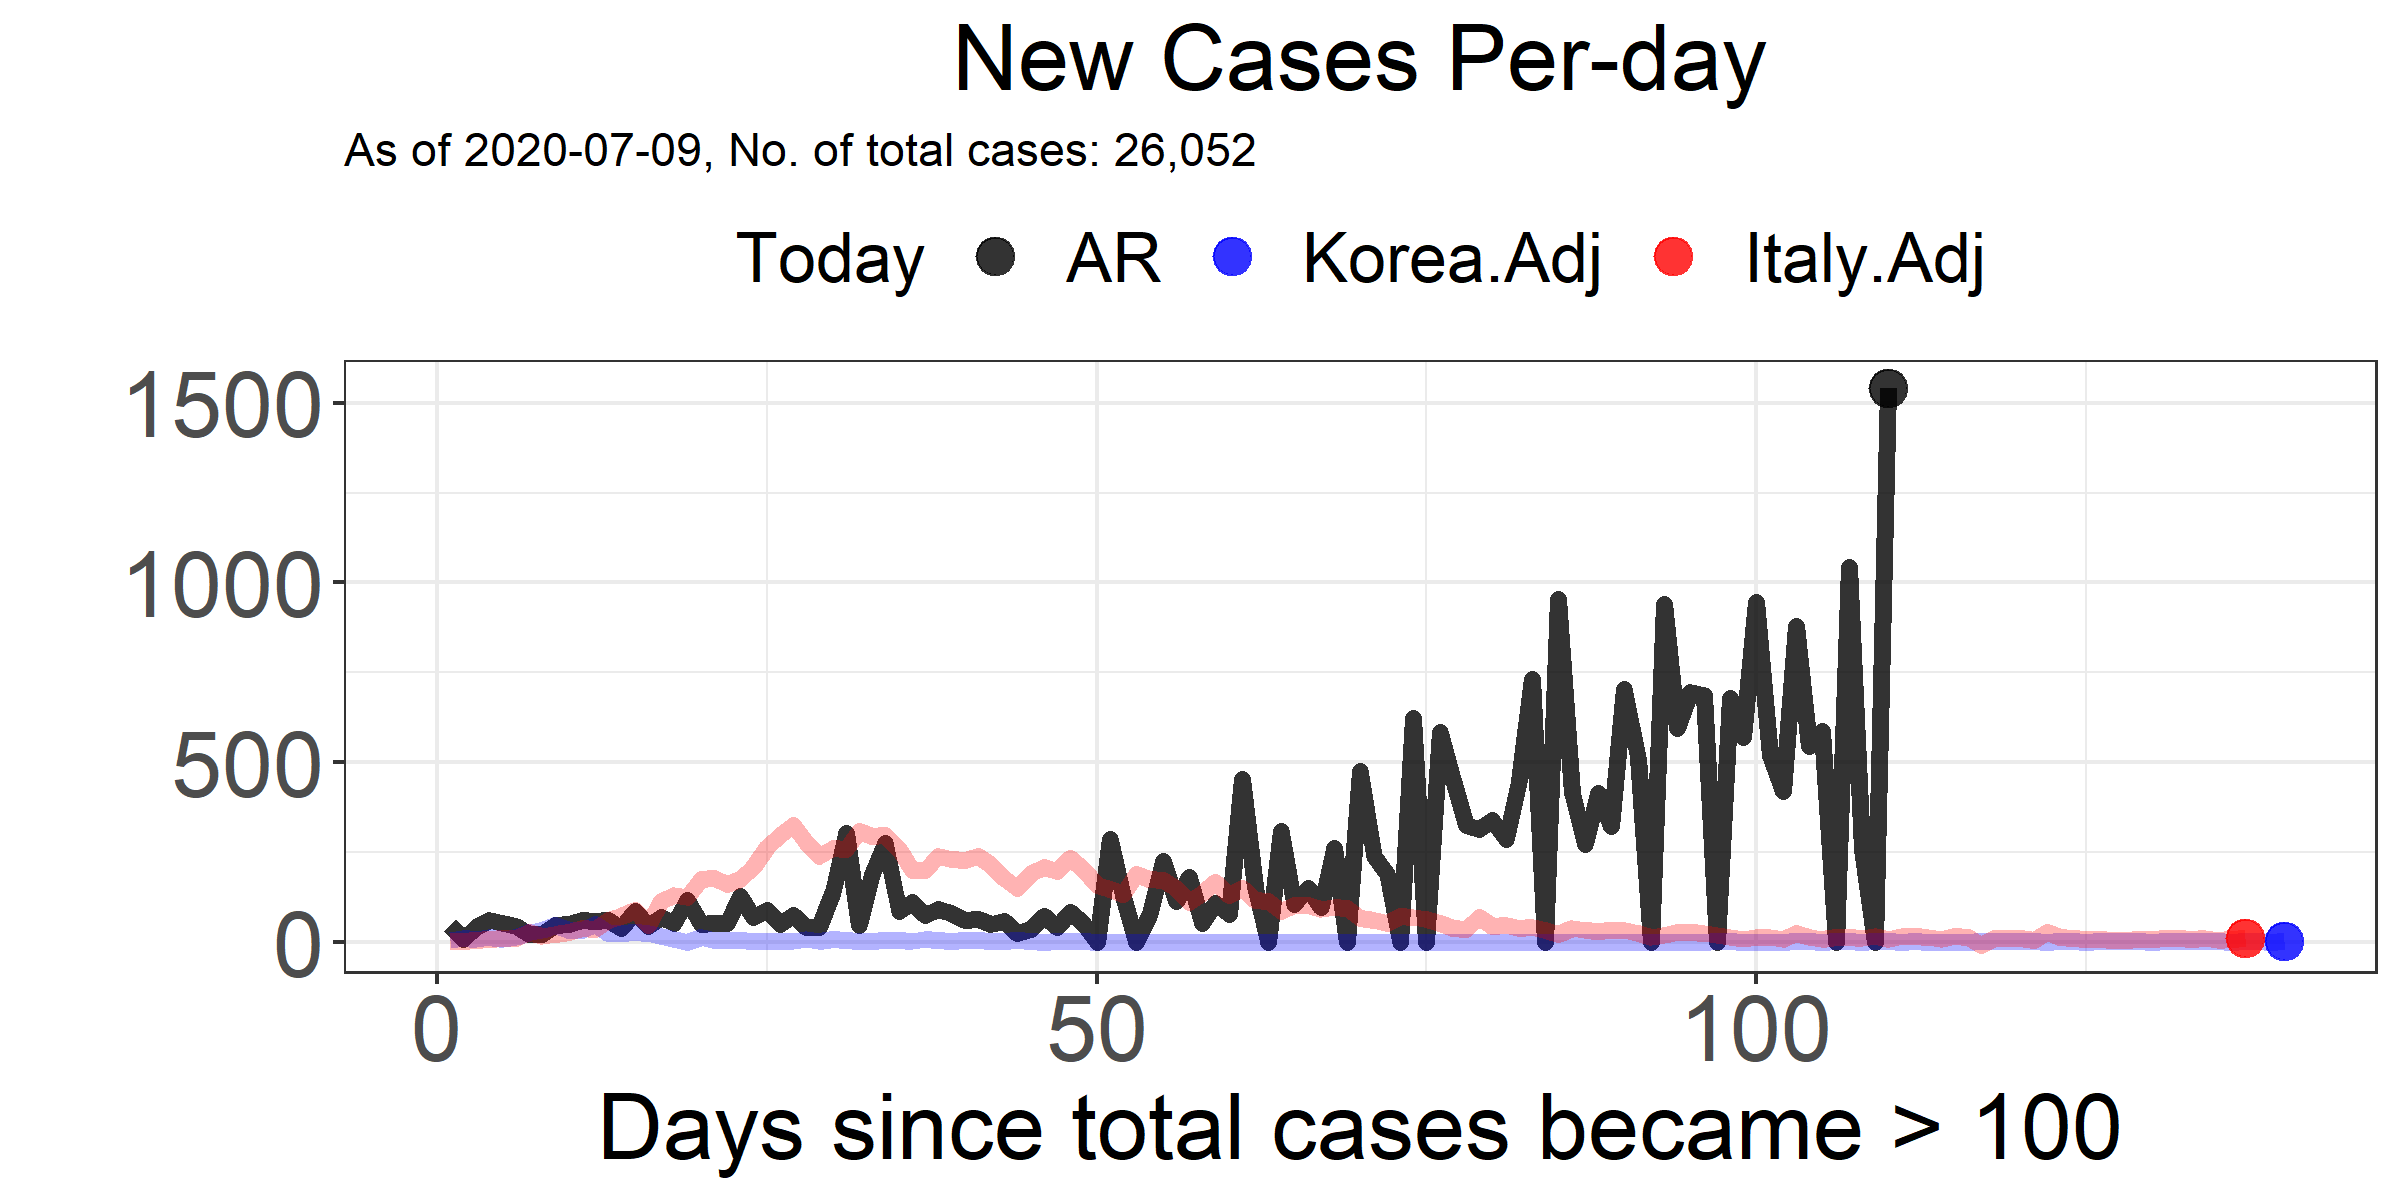 New Cases Per-day
As of 2020-07-09, No. of total cases: 26,052
Today AR Korea.Adj Italy.Adj
1500
1000
500
0
0 50 100
Days since total cases became > 100